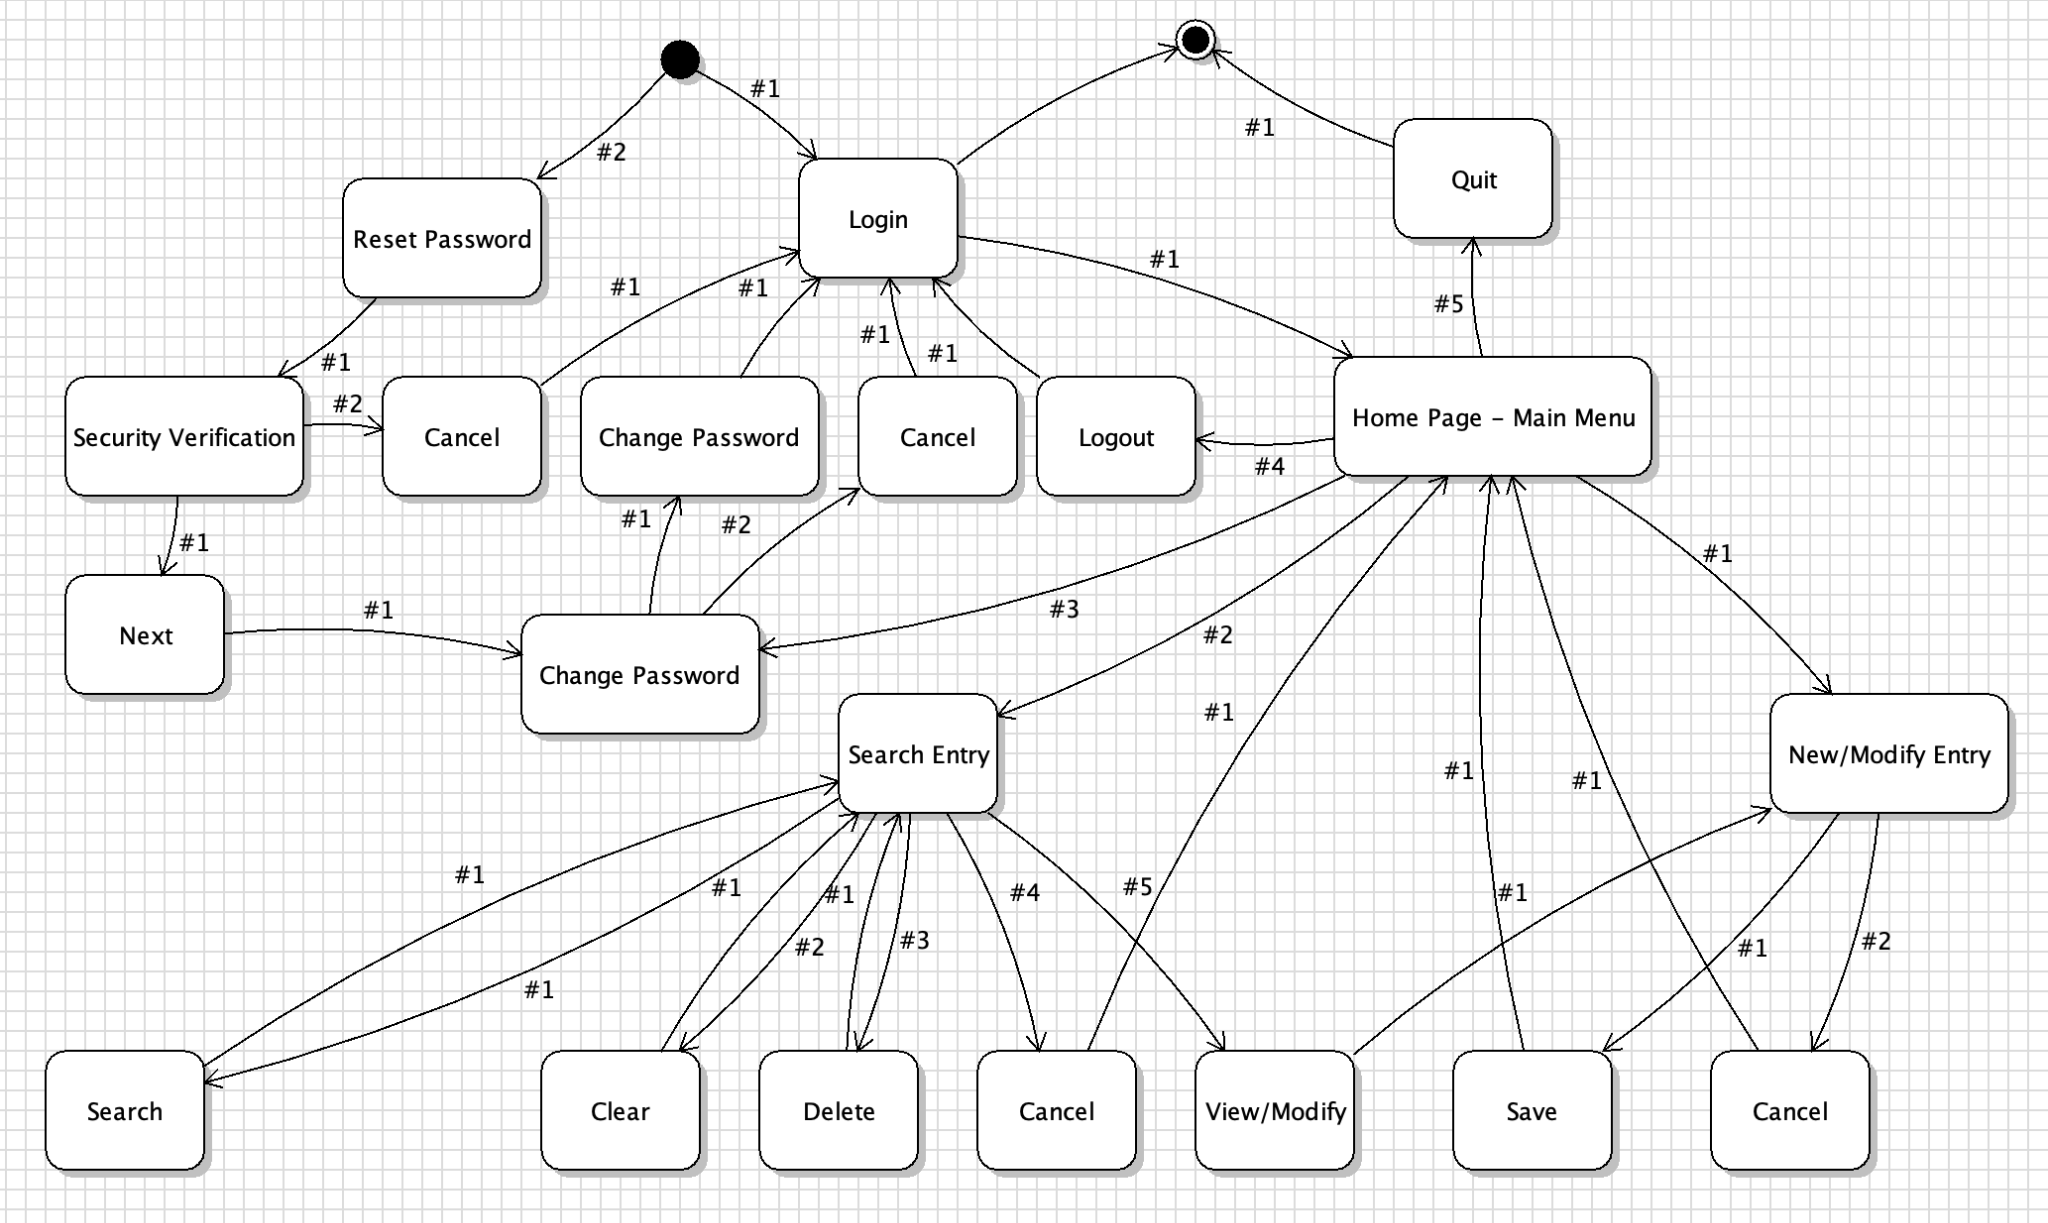 #1
#2
Login
Quit
#1
Reset Password
#1
#1
#1
#5
#1
#1
#1
#2
Security Verification
Cancel
Change Password
Cancel
Logout
Home Page – Main Menu
#4
#1
#2
#1
#1
#1
#3
#2
Next
Change Password
#1
Search Entry
New/Modify Entry
#1
#1
#1
#1
#1
#4
#5
#1
#2
#3
#1
#2
#1
Search
Clear
Delete
Cancel
View/Modify
Save
Cancel